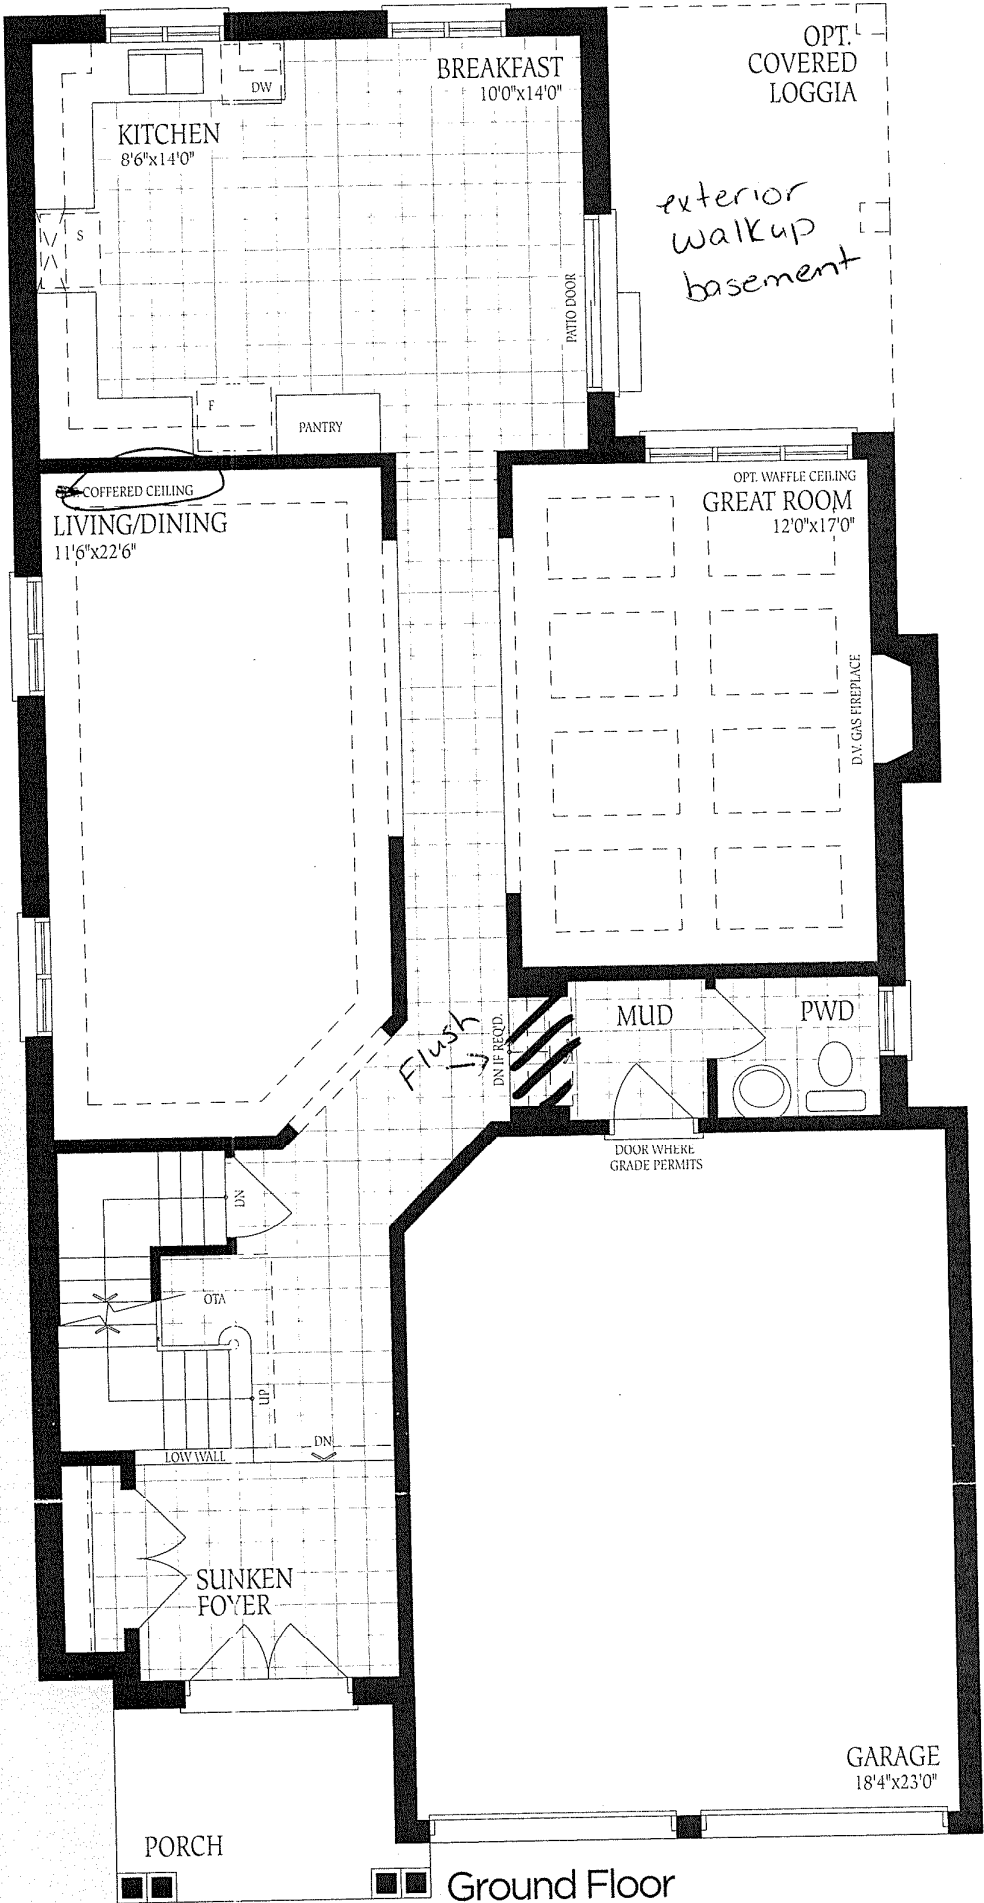 OPT.
COVERED
LOGGIA
BREAKFAST
10'0"x14'0"
DW
KITCHEN
8'6"x14'0"
exterior
walkup
basement
S
PATIO DOOR
F
PANTRY
COFFERED CEILING
LIVING/DINING
11'6"x22'6"
OPT. WAFFLE CEILING
GREAT ROOM
12'0"x17'0"
D.V. GAS FIREPLACE
Flush
DN IF REQ'D.
MUD
PWD
DOOR WHERE
GRADE PERMITS
DN
OTA
UP
LOW WALL
DN
SUNKEN
FOYER
GARAGE
18'4"x23'0"
PORCH
Ground Floor